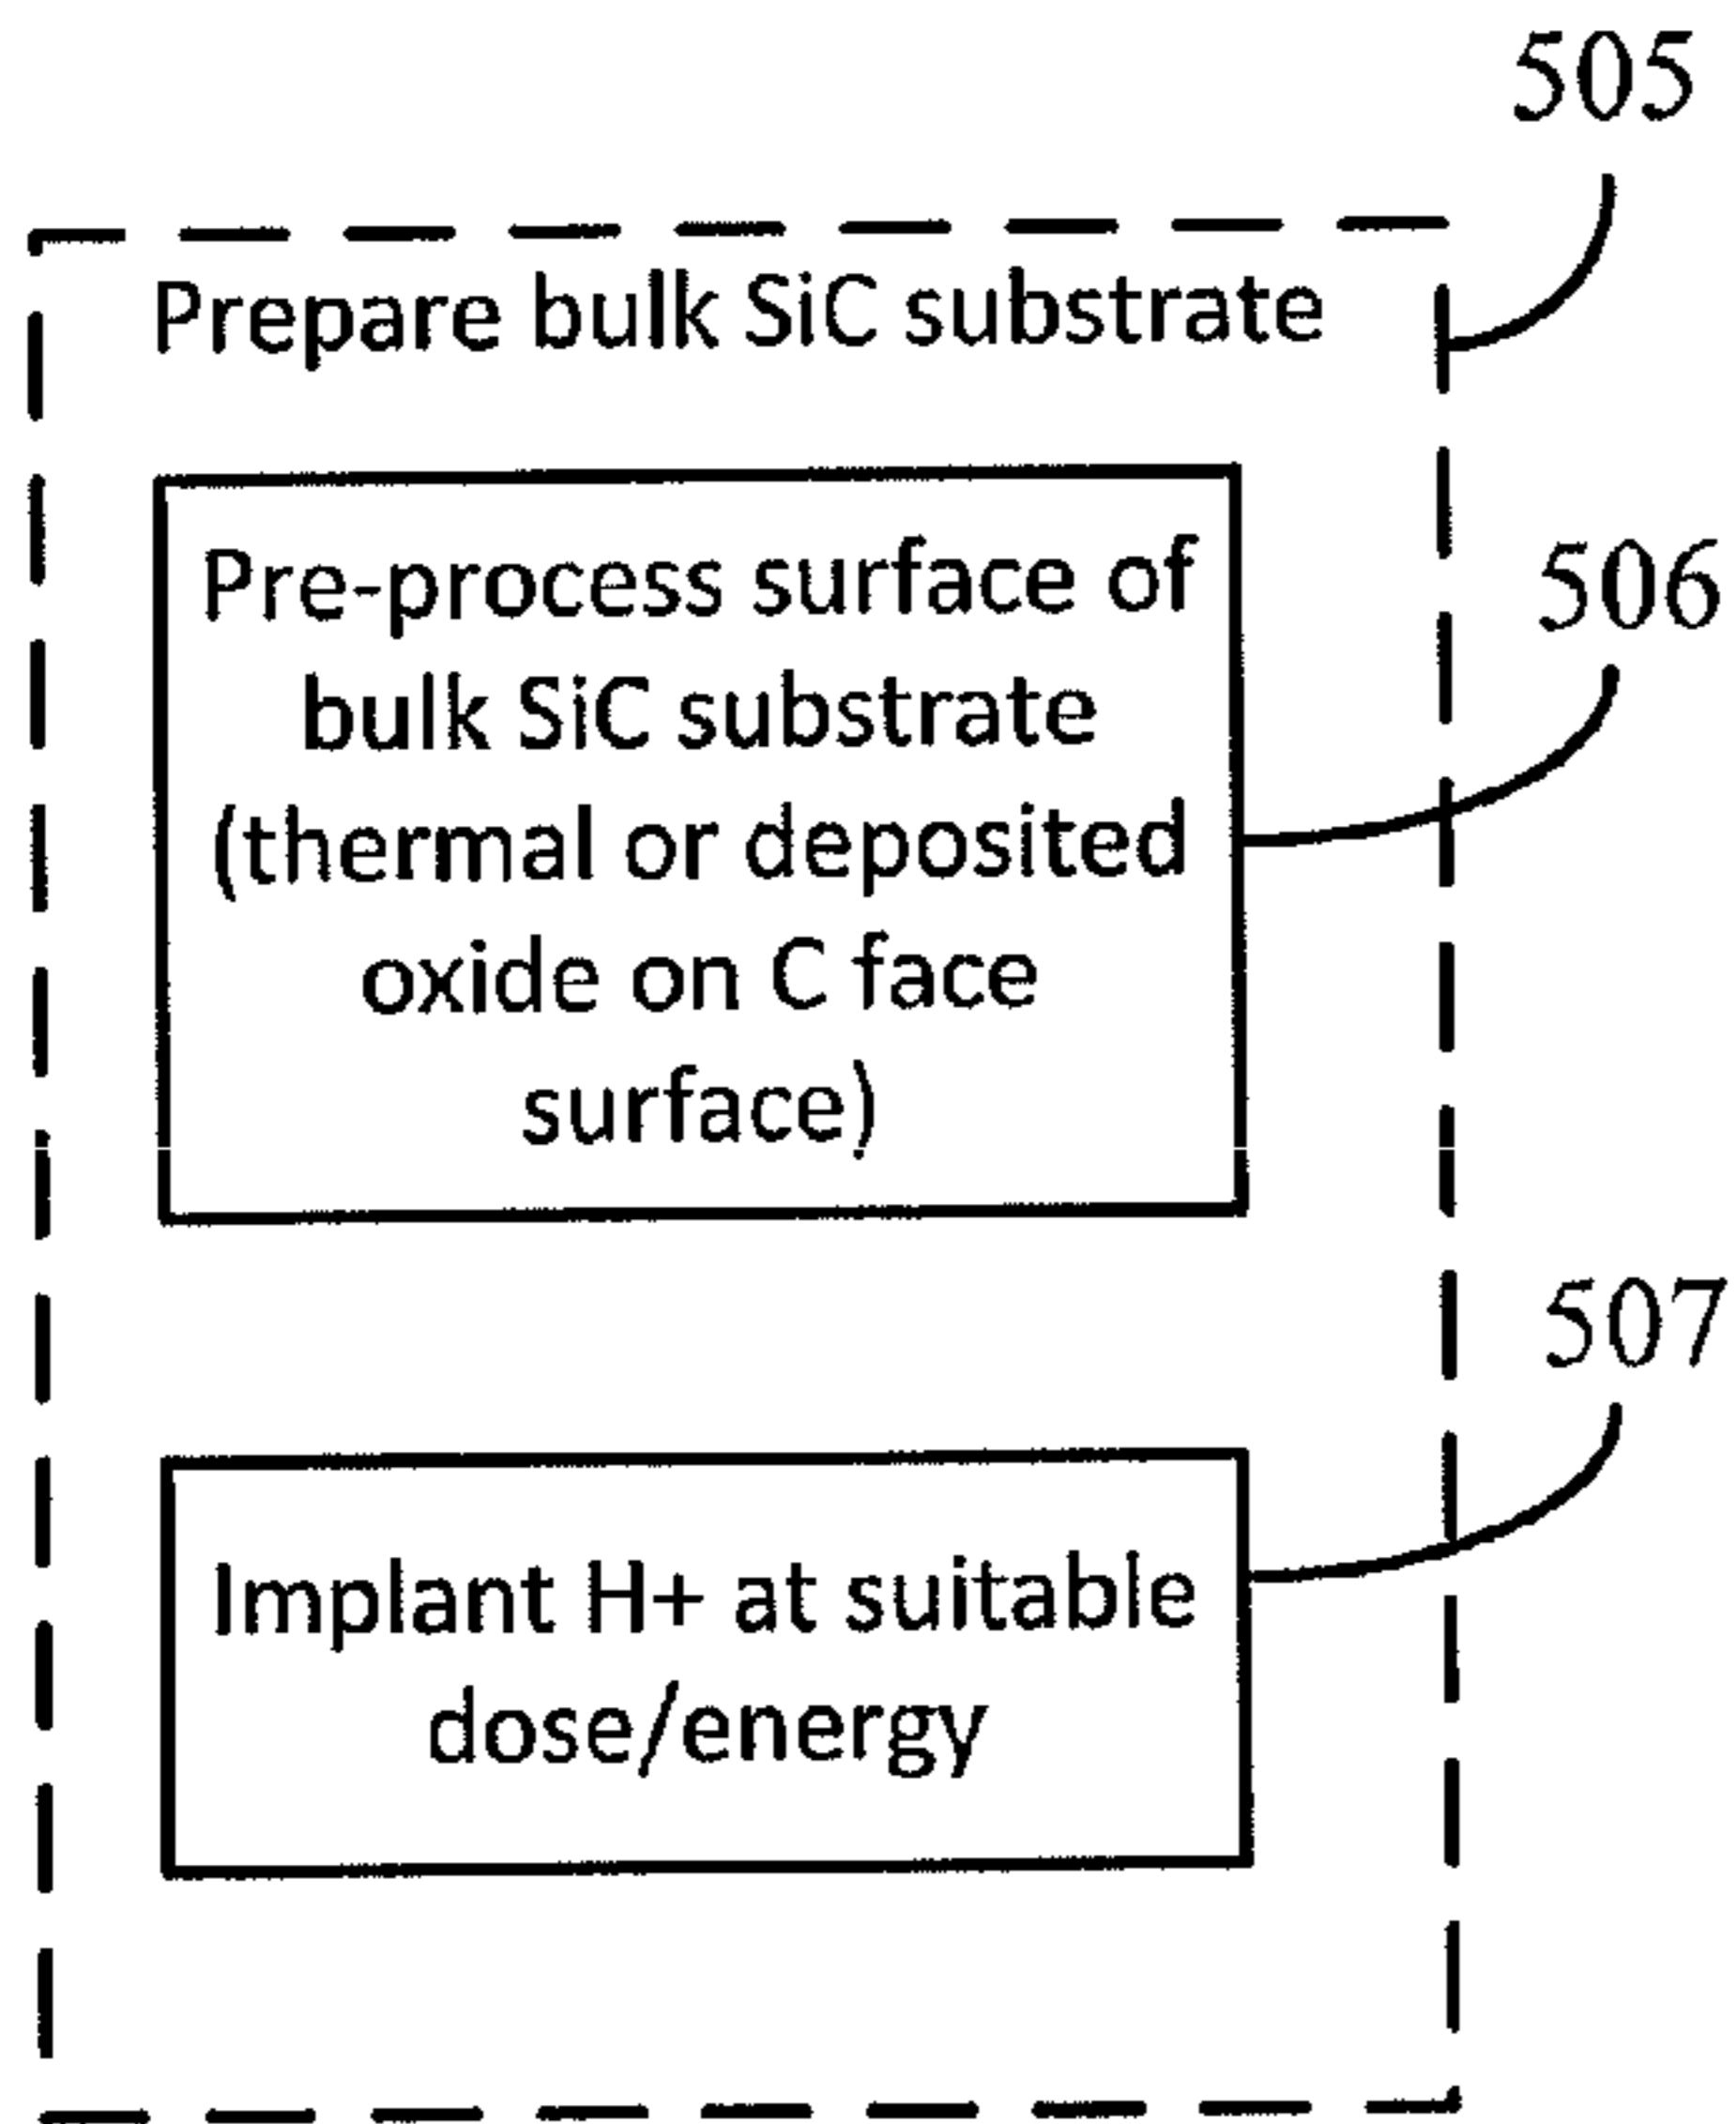 505
Prepare bulk SiC substrate
Pre-process surface of
bulk SiC substrate
(thermal or deposited
oxide on C face
surface)
506
Implant H+ at suitable
dose/energy
507